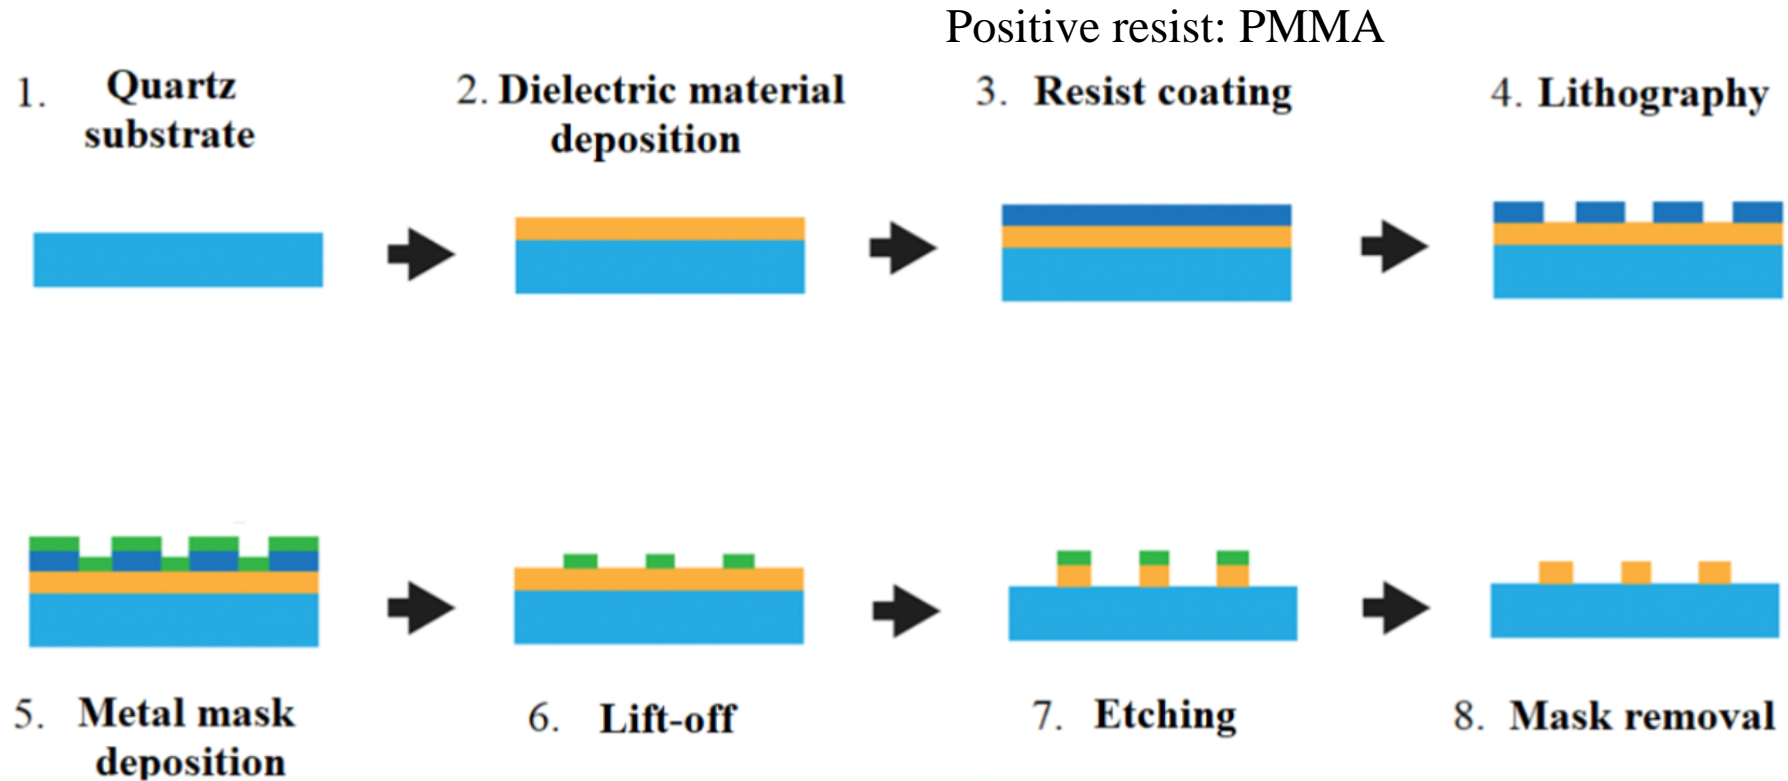 Positive resist: PMMA
1. Quartz
substrate
2. Dielectric material
deposition
3. Resist coating
4. Lithography
5. Metal mask
deposition
6. Lift-off
7. Etching
8. Mask removal